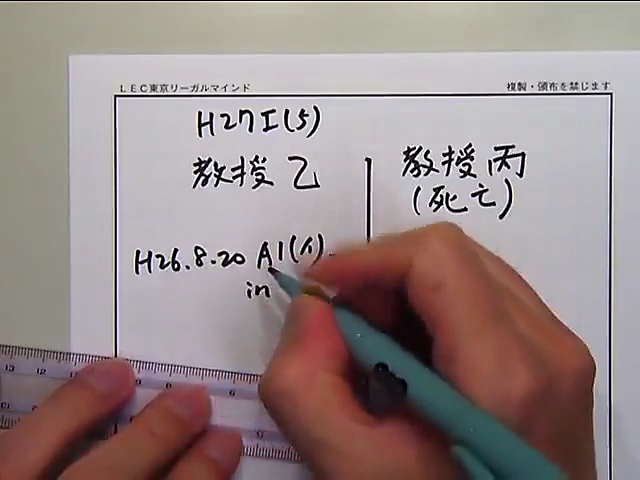 LEC東京リーガルマインド
複製・頒布を禁じます
H27I(5)
教授 乙
教授 丙
(死亡)
H26.8.20 A1(イ)
in
13 12